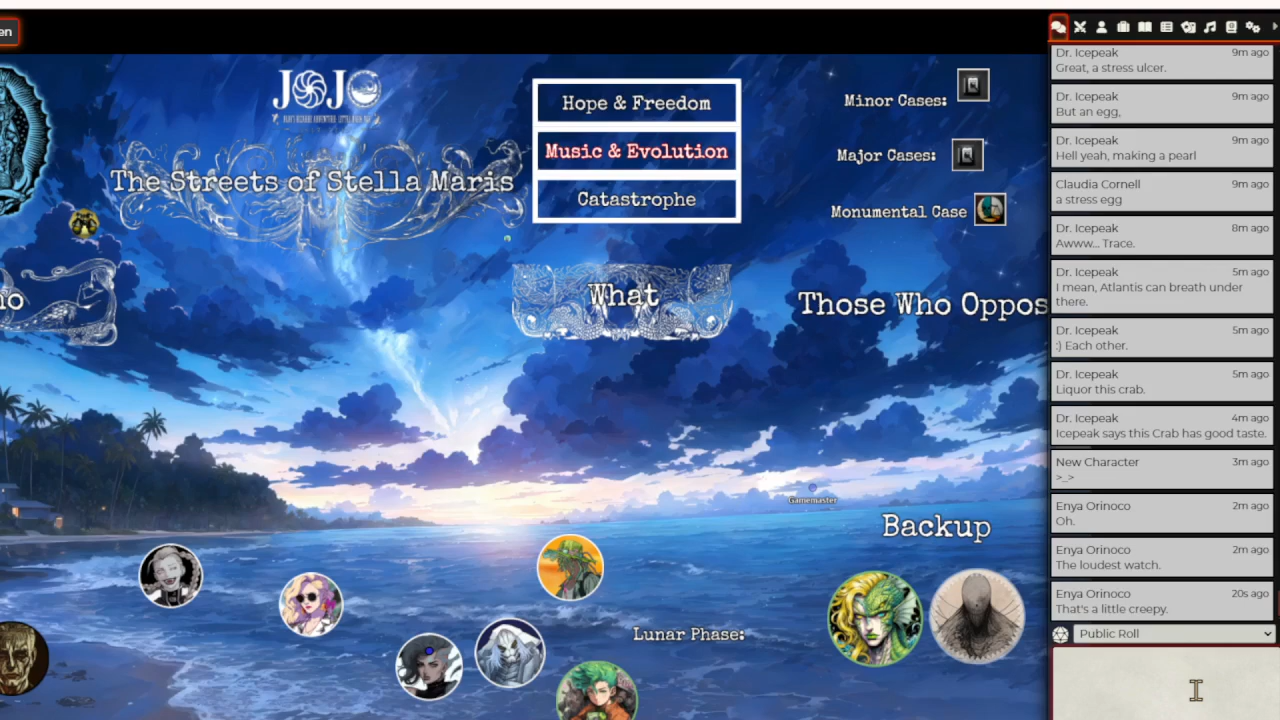 en
JOJO
The Streets of Stella Maris
Hope & Freedom
Music & Evolution
Catastrophe
Minor Cases:
Major Cases:
Monumental Case
What
Those Who Oppos
Gamemaster
Backup
Lunar Phase:
Dr. Icepeak 9m ago
Great, a stress ulcer.
Dr. Icepeak 9m ago
But an egg,
Dr. Icepeak 9m ago
Hell yeah, making a pearl
Claudia Cornell 9m ago
a stress egg
Dr. Icepeak 8m ago
Awww... Trace.
Dr. Icepeak 5m ago
I mean, Atlantis can breath under
there.
Dr. Icepeak 5m ago
:) Each other.
Dr. Icepeak 5m ago
Liquor this crab.
Dr. Icepeak 4m ago
Icepeak says this Crab has good taste.
New Character 3m ago
>_>
Enya Orinoco 2m ago
Oh.
Enya Orinoco 2m ago
The loudest watch.
Enya Orinoco 20s ago
That's a little creepy.
Public Roll